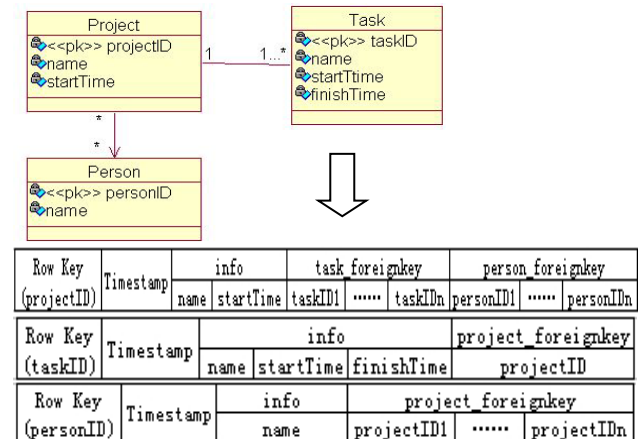 Project
<<pk>> projectID
name
startTime
1
1...*
Task
<<pk>> taskID
name
startTtime
finishTime
*
*
Person
<<pk>> personID
name
Row Key (projectID) Timestamp info task_foreignkey person_foreignkey
name startTime taskID1 ...... taskIDn personID1 ...... personIDn
Row Key (taskID) Timestamp info project_foreignkey
name startTime finishTime projectID
Row Key (personID) Timestamp info project_foreignkey
name projectID1 ...... projectIDn